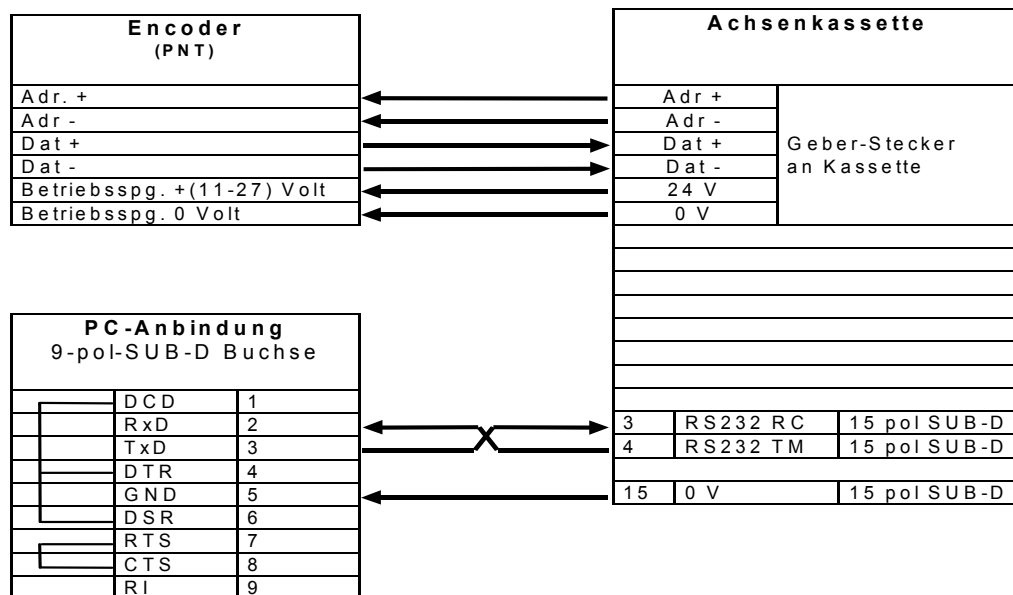 Encoder
(PNT)
Adr. +
Adr -
Dat +
Dat -
Betriebsspg. +(11-27) Volt
Betriebsspg. 0 Volt
Achsenkassette
Adr +
Adr -
Dat +
Dat -
24 V
0 V
Geber-Stecker
an Kassette
PC-Anbindung
9-pol-SUB-D Buchse
DCD 1
RxD 2
TxD 3
DTR 4
GND 5
DSR 6
RTS 7
CTS 8
RI 9
3 RS232 RC 15 pol SUB-D
4 RS232 TM 15 pol SUB-D
15 0 V 15 pol SUB-D